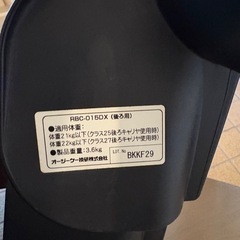 RBC-015DX (後ろ用)
●適用体重：
体重21kg以下(クラス25後ろキャリヤ使用時)
体重22kg以下(クラス27後ろキャリヤ使用時)
●製品重量：3.6kg
オージーケー技研株式会社
LOT.No
BKKF29